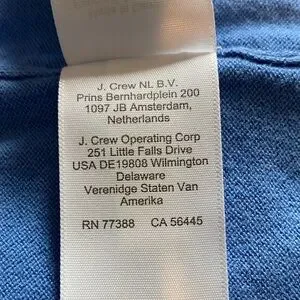 J. Crew NL B.V.
Prins Bernhardplein 200
1097 JB Amsterdam,
Netherlands
J. Crew Operating Corp
251 Little Falls Drive
USA DE19808 Wilmington
Delaware
Verenidge Staten Van
Amerika
RN 77388 CA 56445